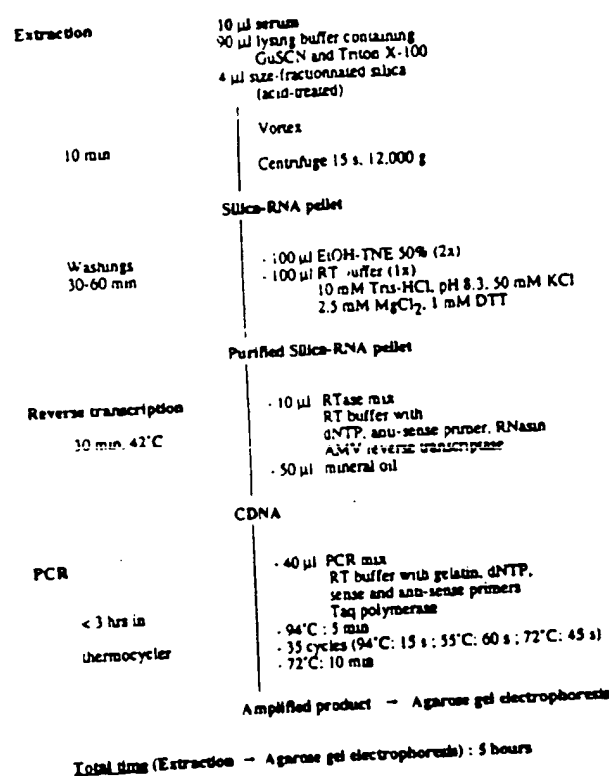 Extraction
10 µl serum
90 µl lysing buffer containing
GuSCN and Triton X-100
4 µl size-fractionnated silica
(acid-treated)
Vortex
10 min
Centrifuge 15 s, 12,000 g
Silica-RNA pellet
Washings
30-60 min
- 100 µl EtOH-TNE 50% (2x)
- 100 µl RT buffer (1x)
10 mM Tris-HCl, pH 8.3, 50 mM KCl
2.5 mM MgCl₂, 1 mM DTT
Purified Silica-RNA pellet
Reverse transcription
30 min, 42°C
- 10 µl RTase mix
RT buffer with
dNTP, anti-sense primer, RNasin
AMV reverse transcriptase
- 50 µl mineral oil
CDNA
PCR
- 40 µl PCR mix
RT buffer with gelatin, dNTP,
sense and anti-sense primers
Taq polymerase
< 3 hrs in
thermocycler
- 94°C : 5 min
- 35 cycles (94°C: 15 s ; 55°C: 60 s ; 72°C: 45 s)
- 72°C: 10 min
Amplified product → Agarose gel electrophoresis
Total time (Extraction → Agarose gel electrophoresis) : 5 hours